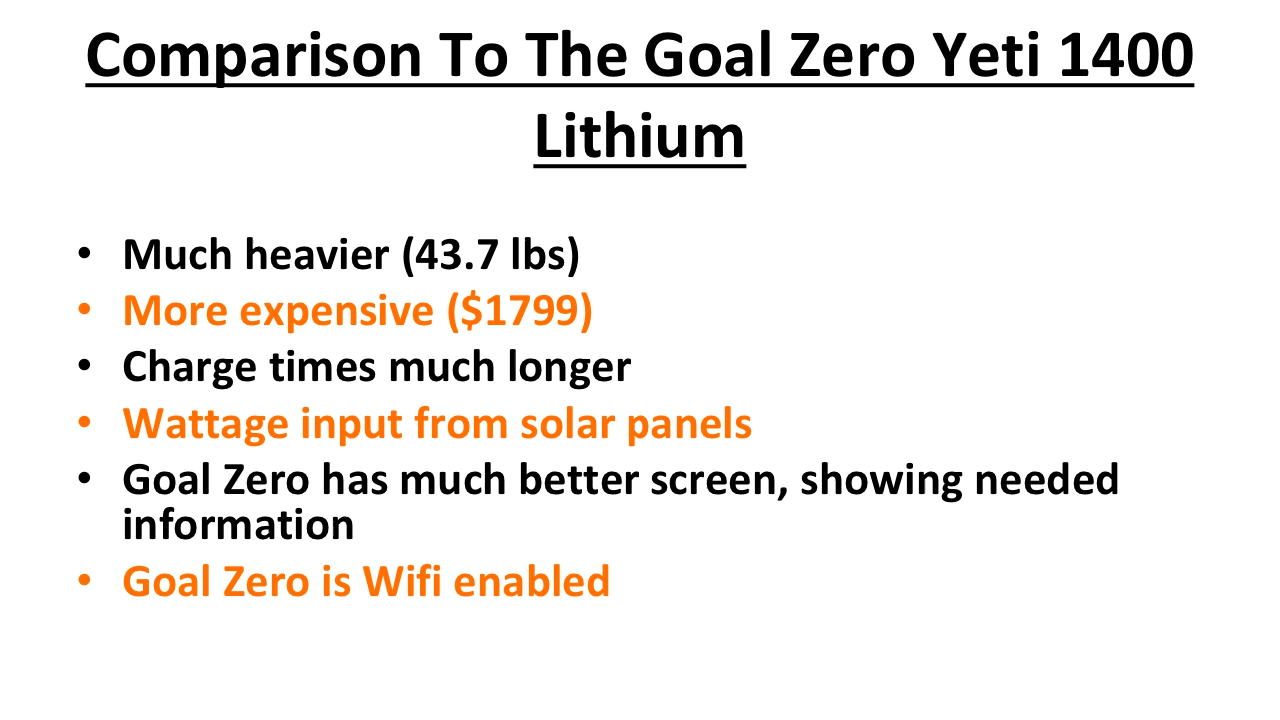 Comparison To The Goal Zero Yeti 1400
Lithium
• Much heavier (43.7 lbs)
• More expensive ($1799)
• Charge times much longer
• Wattage input from solar panels
• Goal Zero has much better screen, showing needed
information
• Goal Zero is Wifi enabled